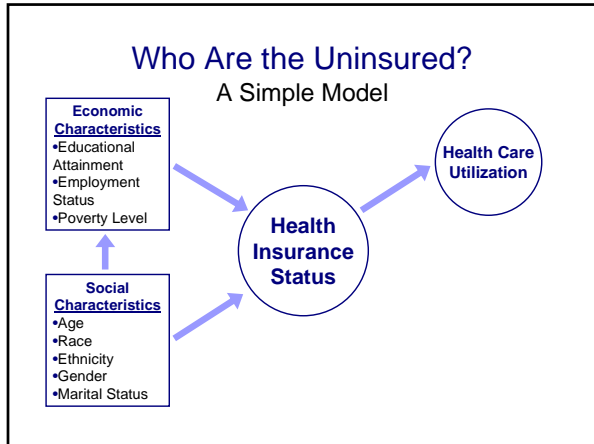 Who Are the Uninsured?
A Simple Model
Economic
Characteristics
•Educational
Attainment
•Employment
Status
•Poverty Level
Health Care
Utilization
Health
Insurance
Status
Social
Characteristics
•Age
•Race
•Ethnicity
•Gender
•Marital Status